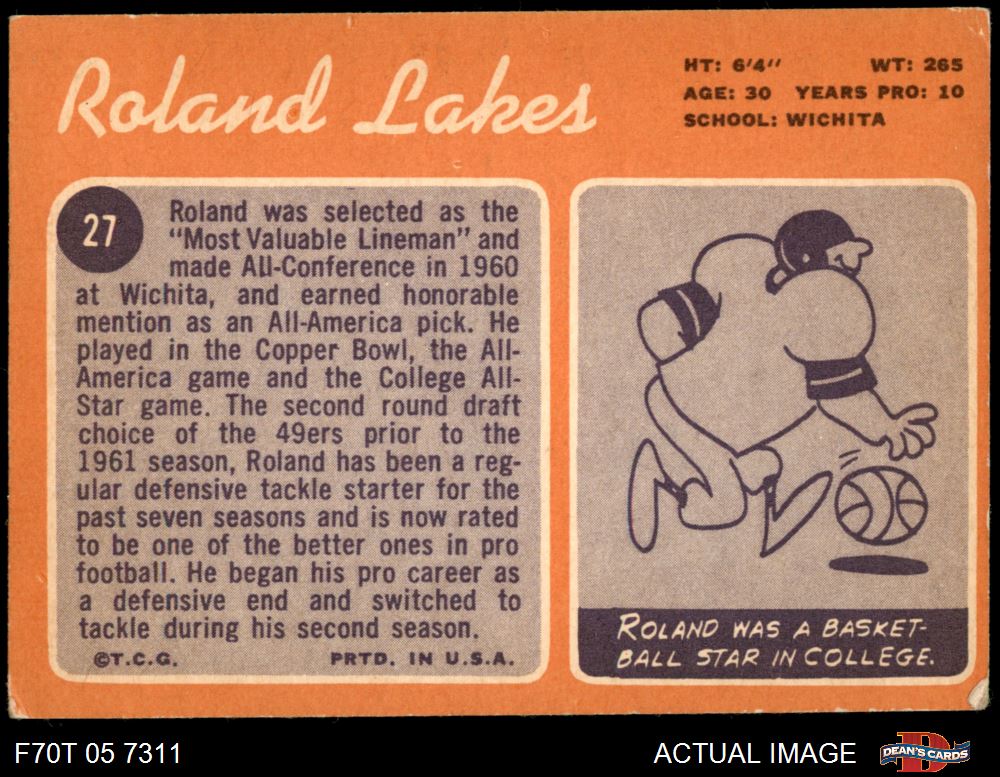 Roland Lakes
HT: 6'4" WT: 265
AGE: 30 YEARS PRO: 10
SCHOOL: WICHITA
27
Roland was selected as the
"Most Valuable Lineman" and
made All-Conference in 1960
at Wichita, and earned honorable
mention as an All-America pick. He
played in the Copper Bowl, the All-
America game and the College All-
Star game. The second round draft
choice of the 49ers prior to the
1961 season, Roland has been a reg-
ular defensive tackle starter for the
past seven seasons and is now rated
to be one of the better ones in pro
football. He began his pro career as
a defensive end and switched to
tackle during his second season.
©T.C.G. PRTD. IN U.S.A.
ROLAND WAS A BASKET-
BALL STAR IN COLLEGE.
F70T 05 7311
ACTUAL IMAGE
D
DEAN'S CARDS